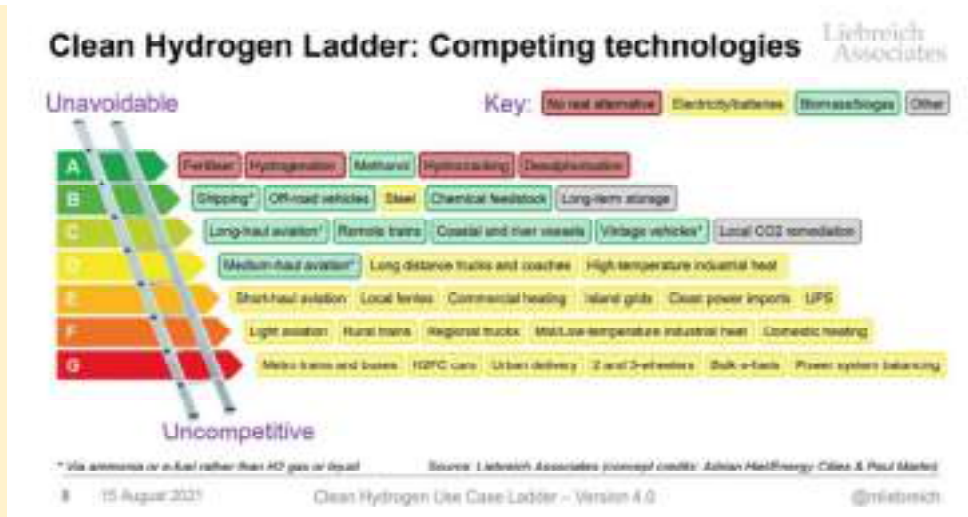 Clean Hydrogen Ladder: Competing technologies
Liebreich
Associates
Unavoidable
Key: No real alternative Electricity/batteries Biomass/biogas Other
A Fertiliser Hydrogenation Methanol Hydrocracking Desulphurisation
B Shipping* Off-road vehicles Steel Chemical feedstock Long-term storage
C Long-haul aviation* Remote trains Coastal and river vessels Vintage vehicles* Local CO2 remediation
D Medium-haul aviation* Long distance trucks and coaches High-temperature industrial heat
E Short-haul aviation Local ferries Commercial heating Island grids Clean power imports UPS
F Light aviation Rural trains Regional trucks Mid/Low-temperature industrial heat Domestic heating
G Metro trains and buses H2FC cars Urban delivery 2 and 3-wheelers Bulk e-fuels Power system balancing
Uncompetitive
* Via ammonia or e-fuel rather than H2 gas or liquid
Source: Liebreich Associates (concept credits: Adrian Hiel/Energy Cities & Paul Martin)
8 15 August 2021 Clean Hydrogen Use Case Ladder – Version 4.0 @mliebreich